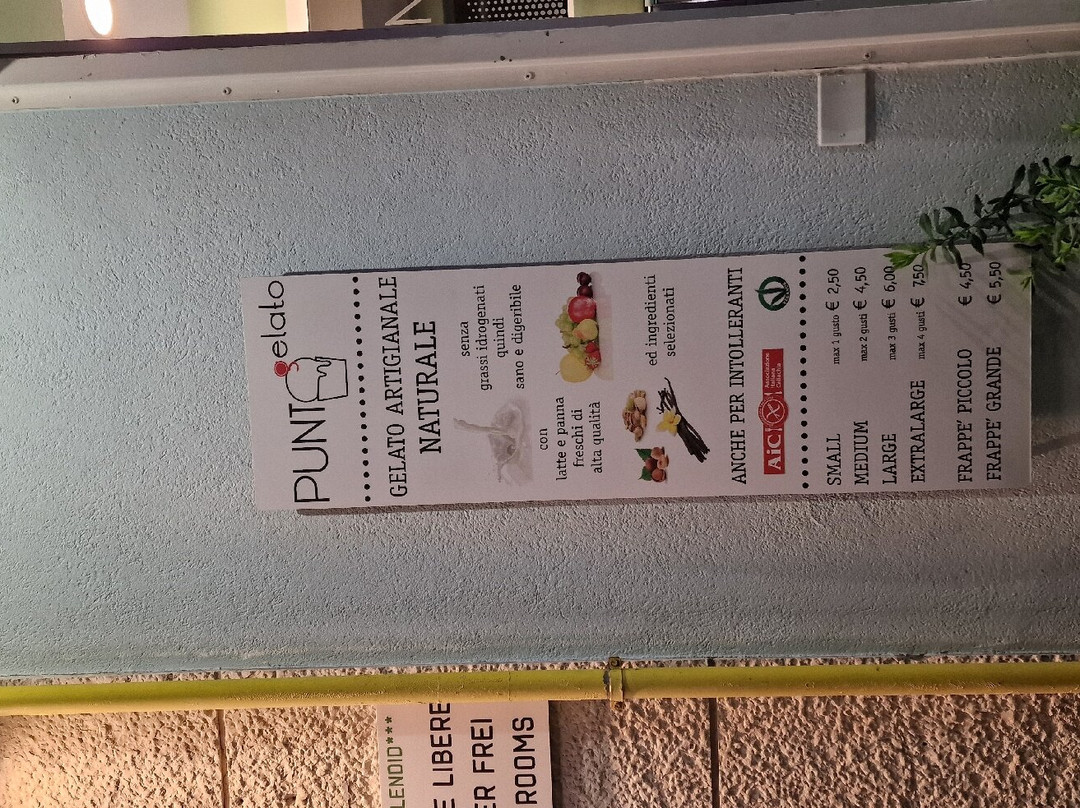 PUNTO gelato
GELATO ARTIGIANALE
NATURALE
senza
grassi idrogenati
quindi
sano e digeribile
con
latte e panna
freschi di
alta qualità
ed ingredienti
selezionati
ANCHE PER INTOLLERANTI
AiC Associazione
Italiana
Celiachia
SMALL max 1 gusto € 2,50
MEDIUM max 2 gusti € 4,50
LARGE max 3 gusti € 6,00
EXTRALARGE max 4 gusti € 7,50
FRAPPE' PICCOLO € 4,50
FRAPPE' GRANDE € 5,50
LENDID***
E LIBERE
ER FREI
ROOMS